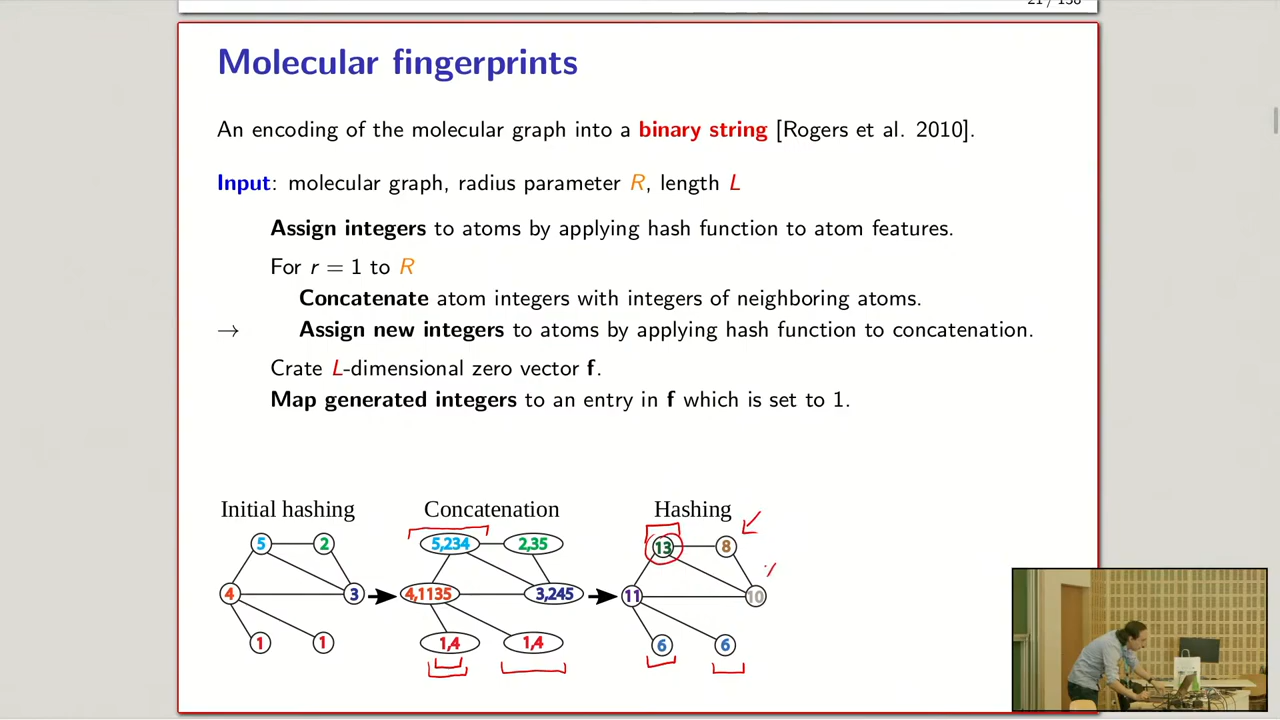 21 / 138
Molecular fingerprints
An encoding of the molecular graph into a binary string [Rogers et al. 2010].
Input: molecular graph, radius parameter R, length L
Assign integers to atoms by applying hash function to atom features.
For r = 1 to R
Concatenate atom integers with integers of neighboring atoms.
→ Assign new integers to atoms by applying hash function to concatenation.
Crate L-dimensional zero vector f.
Map generated integers to an entry in f which is set to 1.
Initial hashing
5 2
4 3
1 1
Concatenation
5,234 2,35
4,1135 3,245
1,4 1,4
Hashing
13 8
11 10
6 6